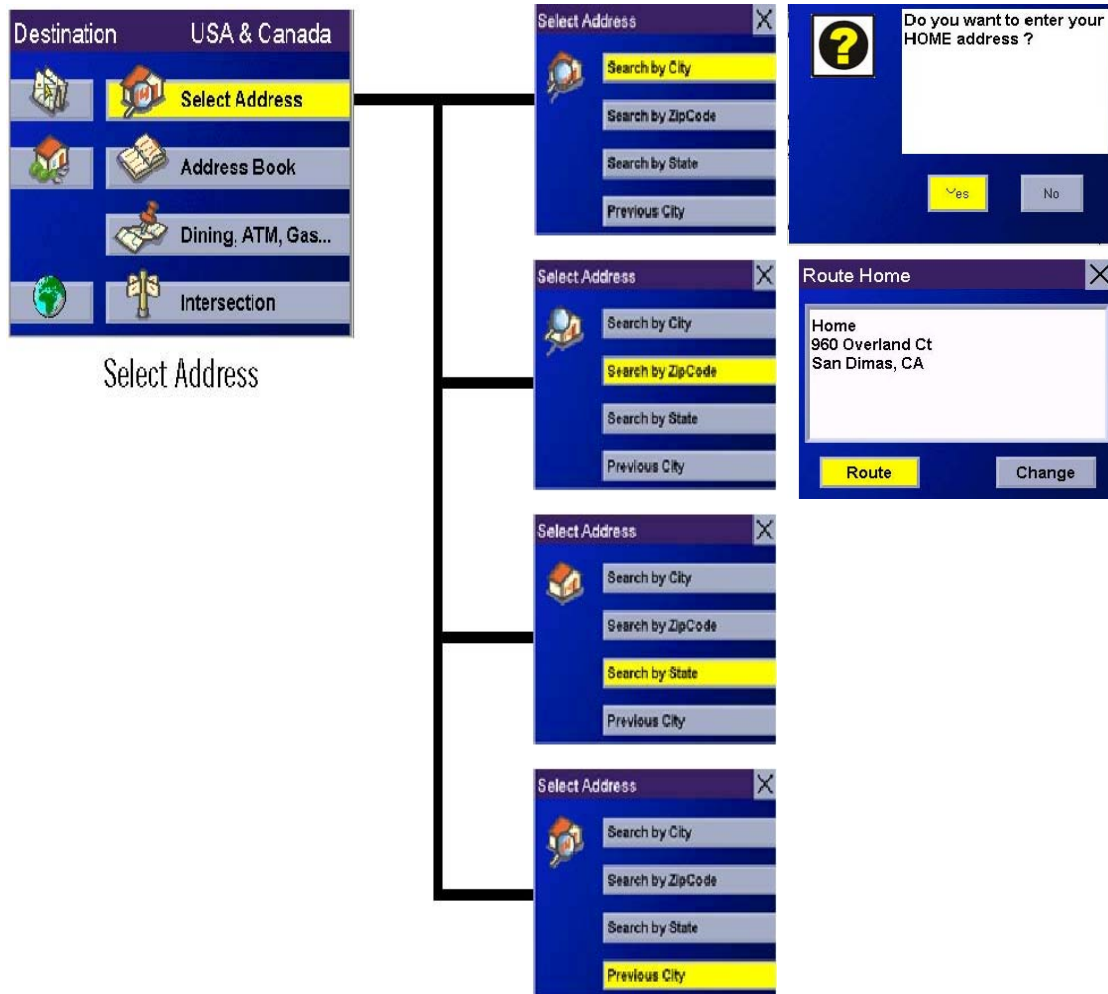 Destination USA & Canada
Select Address
Address Book
Dining, ATM, Gas...
Intersection
Select Address
Select Address
Search by City
Search by ZipCode
Search by State
Previous City
Do you want to enter your
HOME address ?
Yes No
Select Address
Search by City
Search by ZipCode
Search by State
Previous City
Route Home
Home
960 Overland Ct
San Dimas, CA
Route Change
Select Address
Search by City
Search by ZipCode
Search by State
Previous City
Select Address
Search by City
Search by ZipCode
Search by State
Previous City